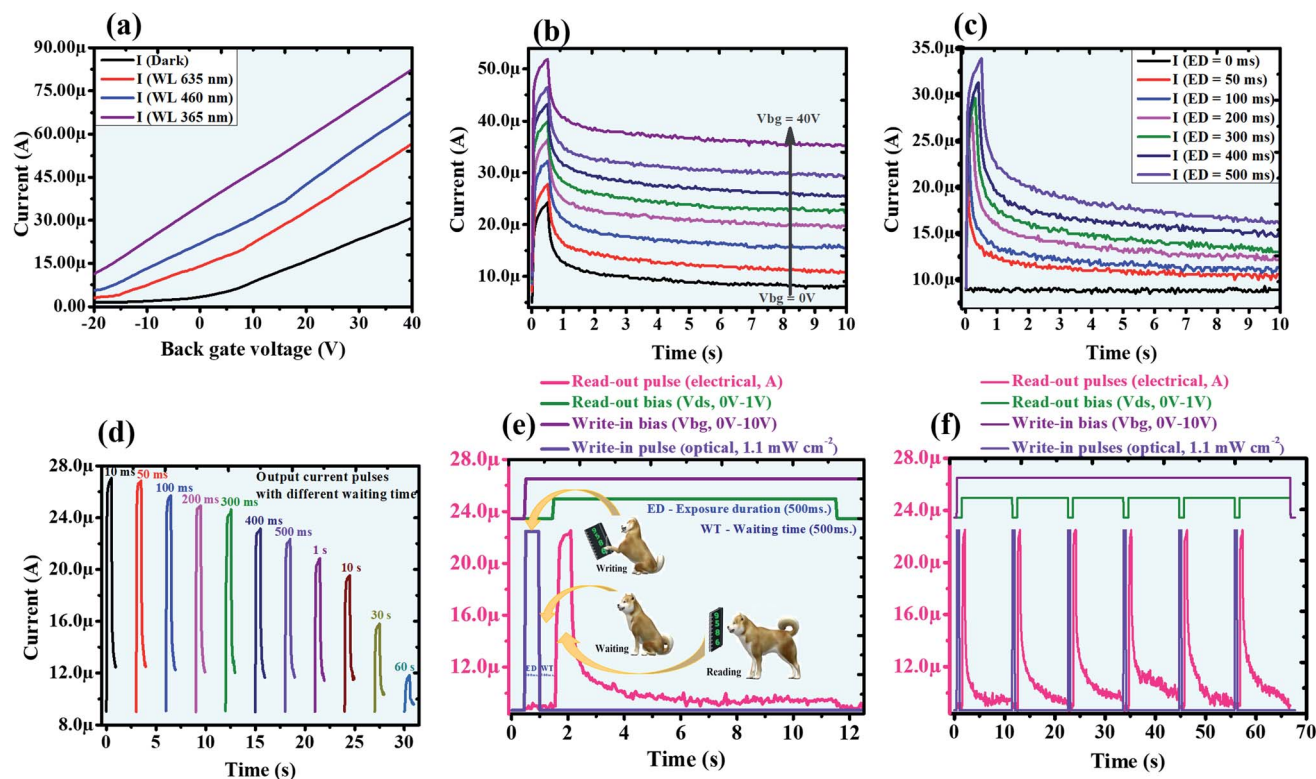 (a)
90.00μ
75.00μ
60.00μ
45.00μ
30.00μ
15.00μ
0.00
Current (A)
I (Dark)
I (WL 635 nm)
I (WL 460 nm)
I (WL 365 nm)
-20 -10 0 10 20 30 40
Back gate voltage (V)
(b)
50.0μ
40.0μ
30.0μ
20.0μ
10.0μ
Current (A)
Vbg = 40V
Vbg = 0V
0 1 2 3 4 5 6 7 8 9 10
Time (s)
(c)
35.0μ
30.0μ
25.0μ
20.0μ
15.0μ
10.0μ
Current (A)
I (ED = 0 ms)
I (ED = 50 ms)
I (ED = 100 ms)
I (ED = 200 ms)
I (ED = 300 ms)
I (ED = 400 ms)
I (ED = 500 ms)
0 1 2 3 4 5 6 7 8 9 10
Time (s)
(d)
28.0μ
24.0μ
20.0μ
16.0μ
12.0μ
8.0μ
Current (A)
Output current pulses
with different waiting time
10 ms
50 ms
100 ms
200 ms
300 ms
400 ms
500 ms
1 s
10 s
30 s
60 s
0 5 10 15 20 25 30
Time (s)
Read-out pulse (electrical, A)
Read-out bias (Vds, 0V-1V)
Write-in bias (Vbg, 0V-10V)
Write-in pulse (optical, 1.1 mW cm⁻²)
(e)
28.0μ
24.0μ
20.0μ
16.0μ
12.0μ
Current (A)
ED - Exposure duration (500ms.)
WT - Waiting time (500ms.)
Writing
Waiting
Reading
9586
ED WT
0 2 4 6 8 10 12
Time (s)
Read-out pulses (electrical, A)
Read-out bias (Vds, 0V-1V)
Write-in bias (Vbg, 0V-10V)
Write-in pulses (optical, 1.1 mW cm⁻²)
(f)
28.0μ
24.0μ
20.0μ
16.0μ
12.0μ
Current (A)
0 10 20 30 40 50 60 70
Time (s)